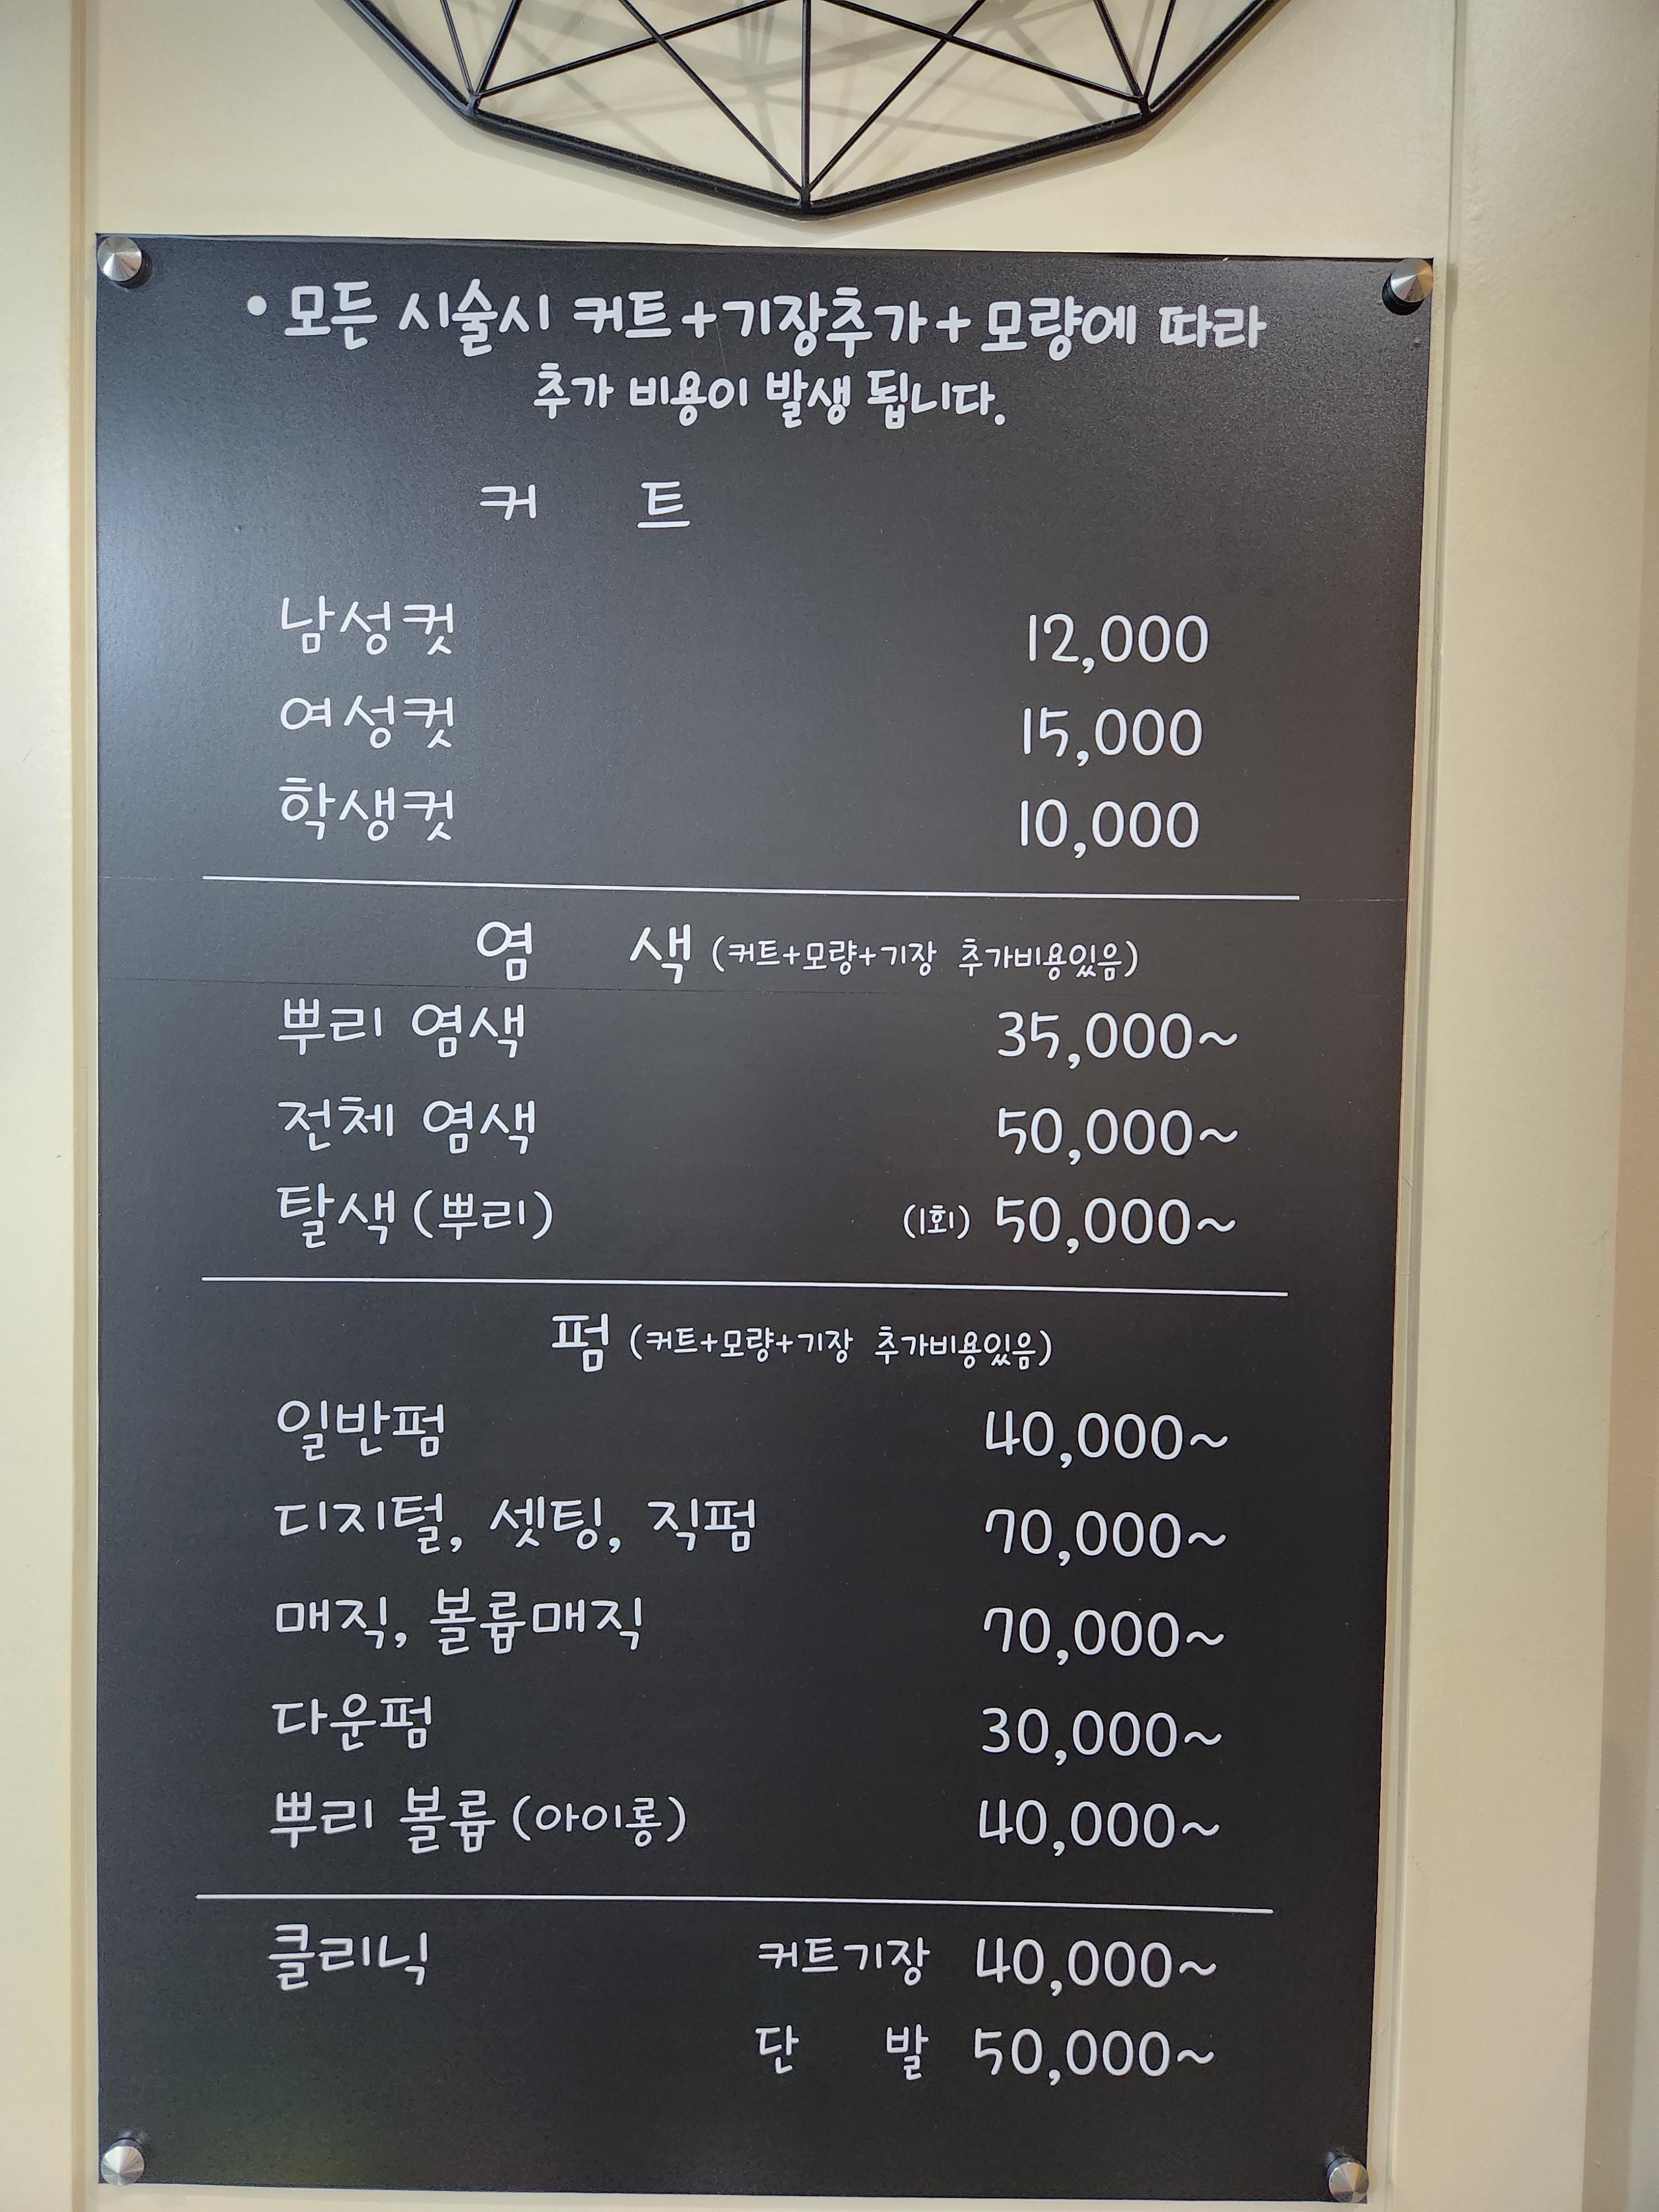 • 모든 시술시 커트+기장추가+모량에 따라
추가 비용이 발생 됩니다.
커 트
남성컷 12,000
여성컷 15,000
학생컷 10,000
염 색 (커트+모량+기장 추가비용있음)
뿌리 염색 35,000~
전체 염색 50,000~
탈색 (뿌리) (1회) 50,000~
펌 (커트+모량+기장 추가비용있음)
일반펌 40,000~
디지털, 셋팅, 직펌 70,000~
매직, 볼륨매직 70,000~
다운펌 30,000~
뿌리 볼륨 (아이롱) 40,000~
클리닉 커트기장 40,000~
단 발 50,000~